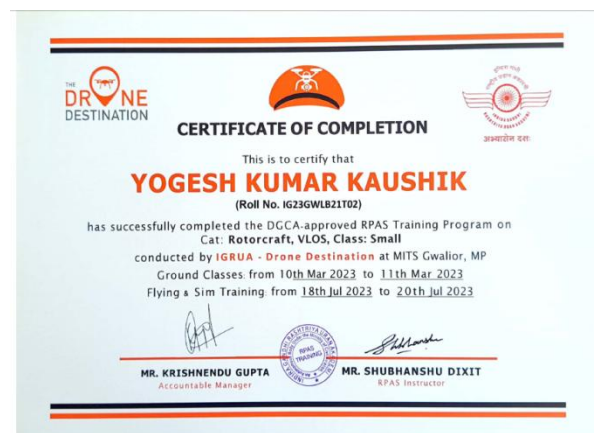 THE
DRONE
DESTINATION
अभ्यासेन दक्षः
CERTIFICATE OF COMPLETION
This is to certify that
YOGESH KUMAR KAUSHIK
(Roll No. IG23GWLB21T02)
has successfully completed the DGCA-approved RPAS Training Program on
Cat: Rotorcraft, VLOS, Class: Small
conducted by IGRUA - Drone Destination at MITS Gwalior, MP
Ground Classes: from 10th Mar 2023 to 11th Mar 2023
Flying & Sim Training: from 18th Jul 2023 to 20th Jul 2023
RPAS
TRAINING
MR. KRISHNENDU GUPTA
Accountable Manager
MR. SHUBHANSHU DIXIT
RPAS Instructor